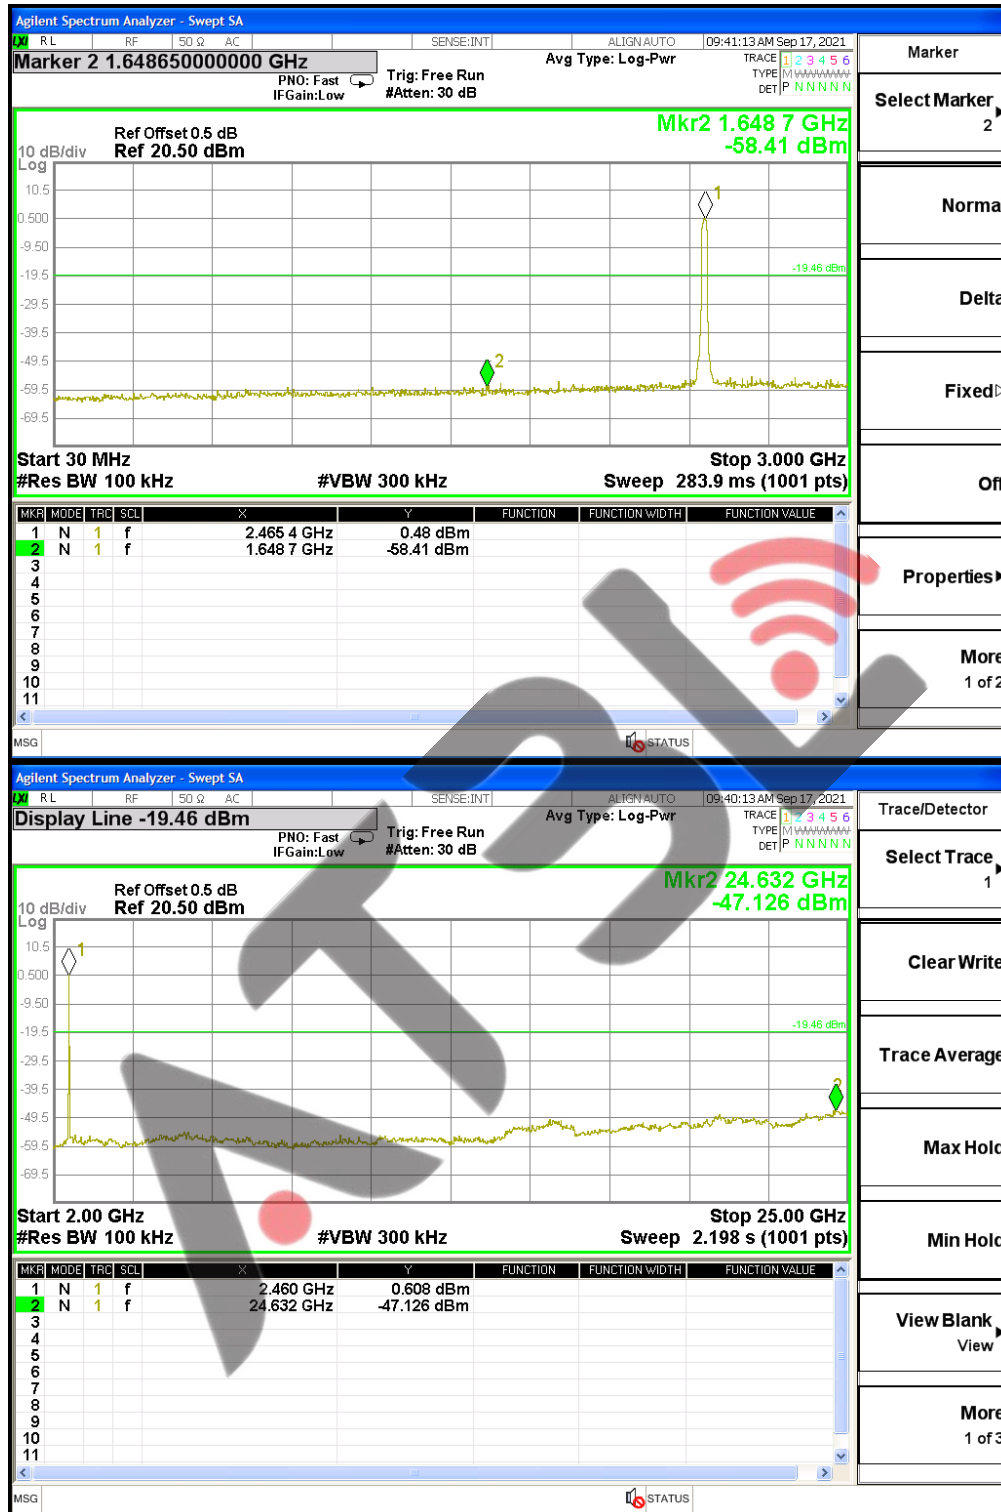 Agilent Spectrum Analyzer - Swept SA
LXI RL RF 50 Ω AC SENSE:INT ALIGN AUTO 09:41:13 AM Sep 17, 2021
Marker 2 1.648650000000 GHz
PNO: Fast
IFGain:Low
Trig: Free Run
#Atten: 30 dB
Avg Type: Log-Pwr
TRACE 1 2 3 4 5 6
TYPE M WWWWW
DET P N N N N N
Ref Offset 0.5 dB
Ref 20.50 dBm
10 dB/div
Log
Mkr2 1.648 7 GHz
-58.41 dBm
10.5
0.500
-9.50
-19.5
-29.5
-39.5
-49.5
-59.5
-69.5
1
2
-19.46 dBm
Start 30 MHz Stop 3.000 GHz
#Res BW 100 kHz #VBW 300 kHz Sweep 283.9 ms (1001 pts)
MKR MODE TRC SCL X Y FUNCTION FUNCTION WIDTH FUNCTION VALUE
1 N 1 f 2.465 4 GHz 0.48 dBm
2 N 1 f 1.648 7 GHz -58.41 dBm
3
4
5
6
7
8
9
10
11
MSG STATUS
Marker
Select Marker
2
Norma
Delta
Fixed
Off
Properties
More
1 of 2
Agilent Spectrum Analyzer - Swept SA
LXI RL RF 50 Ω AC SENSE:INT ALIGN AUTO 09:40:13 AM Sep 17, 2021
Display Line -19.46 dBm
PNO: Fast
IFGain:Low
Trig: Free Run
#Atten: 30 dB
Avg Type: Log-Pwr
TRACE 1 2 3 4 5 6
TYPE M WWWWW
DET P N N N N N
Ref Offset 0.5 dB
Ref 20.50 dBm
10 dB/div
Log
Mkr2 24.632 GHz
-47.126 dBm
10.5
0.500
-9.50
-19.5
-29.5
-39.5
-49.5
-59.5
-69.5
1
2
-19.46 dBm
Start 2.00 GHz Stop 25.00 GHz
#Res BW 100 kHz #VBW 300 kHz Sweep 2.198 s (1001 pts)
MKR MODE TRC SCL X Y FUNCTION FUNCTION WIDTH FUNCTION VALUE
1 N 1 f 2.460 GHz 0.608 dBm
2 N 1 f 24.632 GHz -47.126 dBm
3
4
5
6
7
8
9
10
11
MSG STATUS
Trace/Detector
Select Trace
1
Clear Write
Trace Average
Max Hold
Min Hold
View Blank
View
More
1 of 3